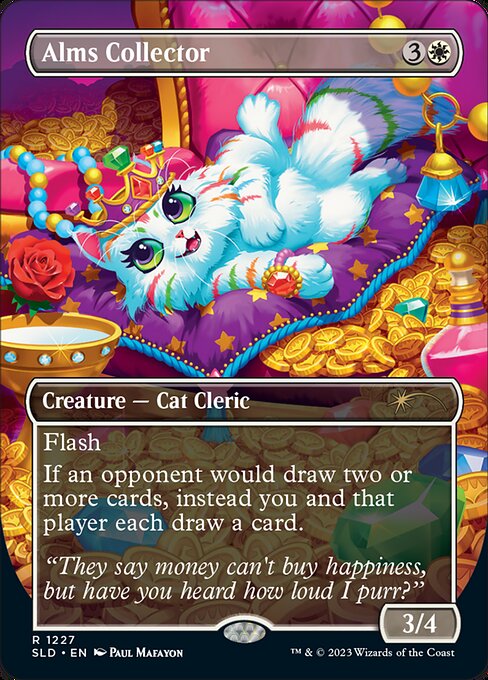 Alms Collector 3
Creature — Cat Cleric
Flash
If an opponent would draw two or
more cards, instead you and that
player each draw a card.
“They say money can't buy happiness,
but have you heard how loud I purr?”
3/4
R 1227
SLD • EN PAUL MAFAYON
™ & © 2023 Wizards of the Coast